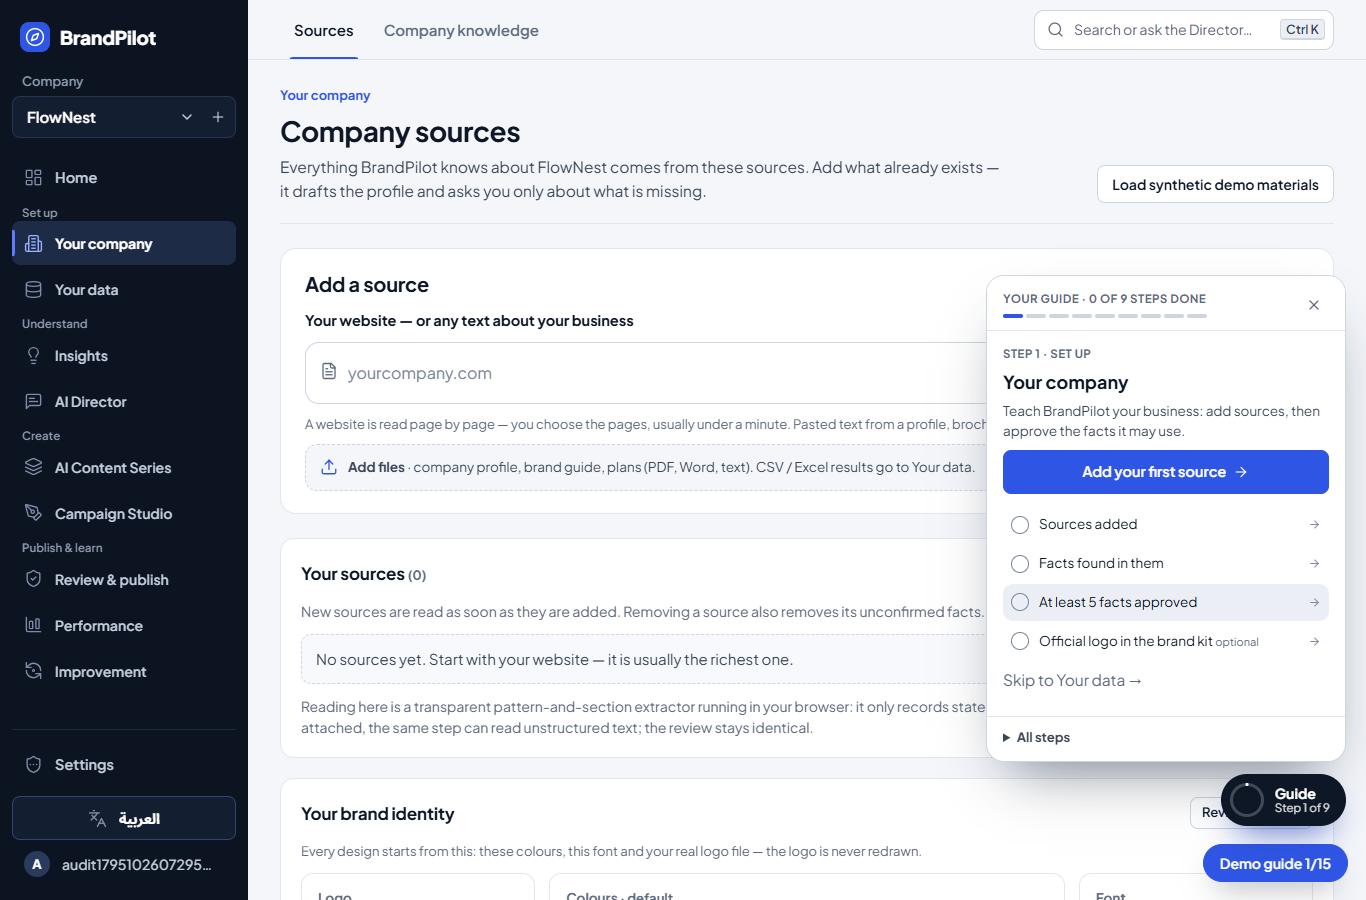 BrandPilot
Company
FlowNest
Home
Set up
Your company
Your data
Understand
Insights
AI Director
Create
AI Content Series
Campaign Studio
Publish & learn
Review & publish
Performance
Improvement
Settings
العربية
A audit1795102607295…
Sources
Company knowledge
Search or ask the Director…
Ctrl K
Your company
Company sources
Everything BrandPilot knows about FlowNest comes from these sources. Add what already exists —
it drafts the profile and asks you only about what is missing.
Load synthetic demo materials
Add a source
Your website — or any text about your business
yourcompany.com
A website is read page by page — you choose the pages, usually under a minute. Pasted text from a profile,
Add files · company profile, brand guide, plans (PDF, Word, text). CSV / Excel results go to Your data.
Your sources (0)
New sources are read as soon as they are added. Removing a source also removes its unconfirmed facts.
No sources yet. Start with your website — it is usually the richest one.
Reading here is a transparent pattern-and-section extractor running in your browser: it only records
attached, the same step can read unstructured text; the review stays identical.
Your brand identity
Every design starts from this: these colours, this font and your real logo file — the logo is never redrawn.
Logo
Colours · default
Font
YOUR GUIDE · 0 OF 9 STEPS DONE
STEP 1 · SET UP
Your company
Teach BrandPilot your business: add sources, then
approve the facts it may use.
Add your first source →
Sources added →
Facts found in them →
At least 5 facts approved →
Official logo in the brand kit optional →
Skip to Your data →
All steps
Guide
Step 1 of 9
Demo guide 1/15